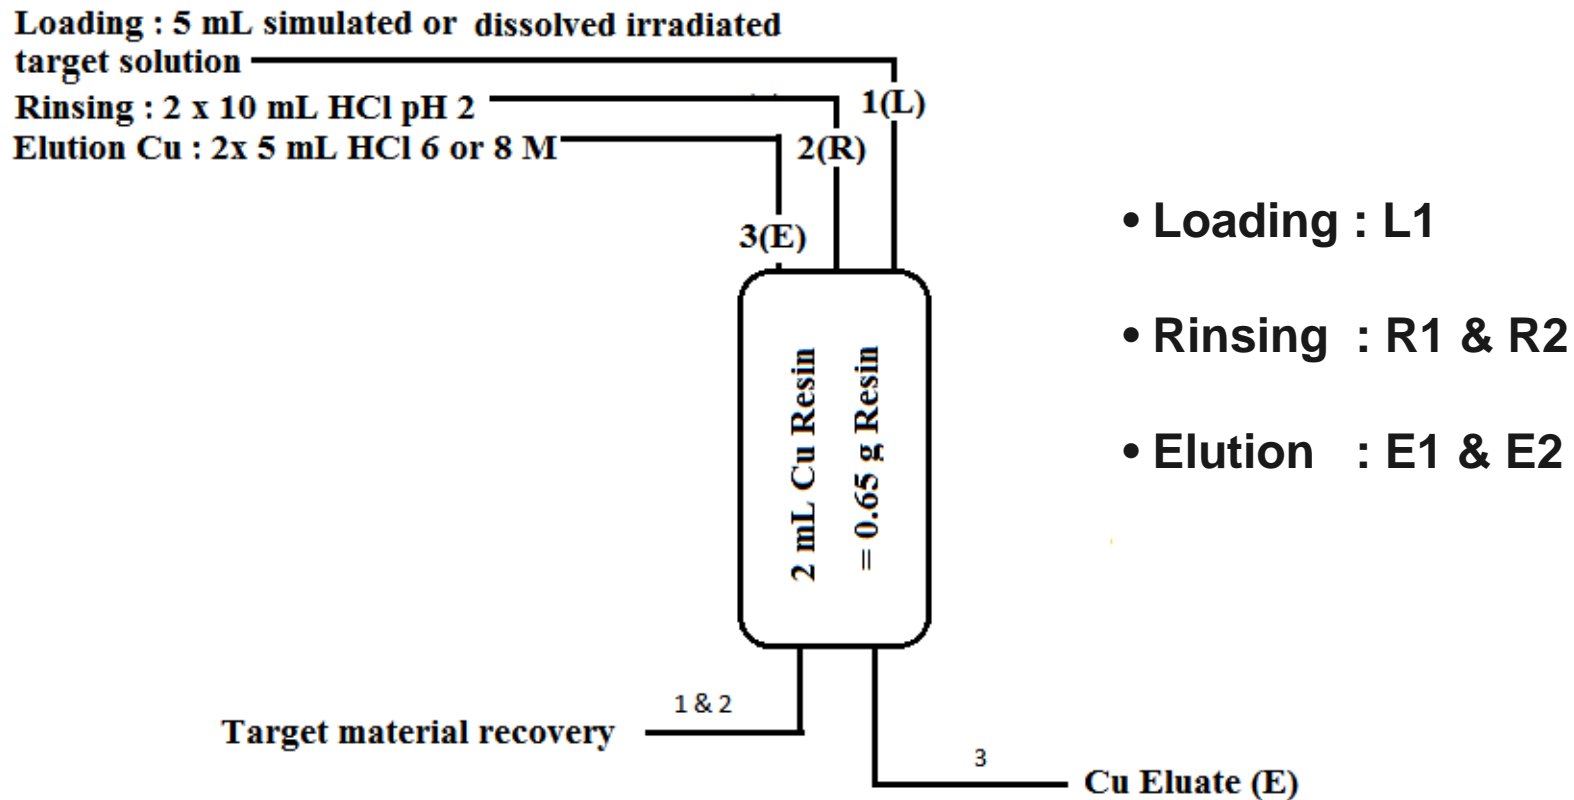 Loading : 5 mL simulated or dissolved irradiated
target solution
Rinsing : 2 x 10 mL HCl pH 2
Elution Cu : 2x 5 mL HCl 6 or 8 M
1(L)
2(R)
3(E)
2 mL Cu Resin
= 0.65 g Resin
• Loading : L1
• Rinsing : R1 & R2
• Elution : E1 & E2
1 & 2
Target material recovery
3
Cu Eluate (E)